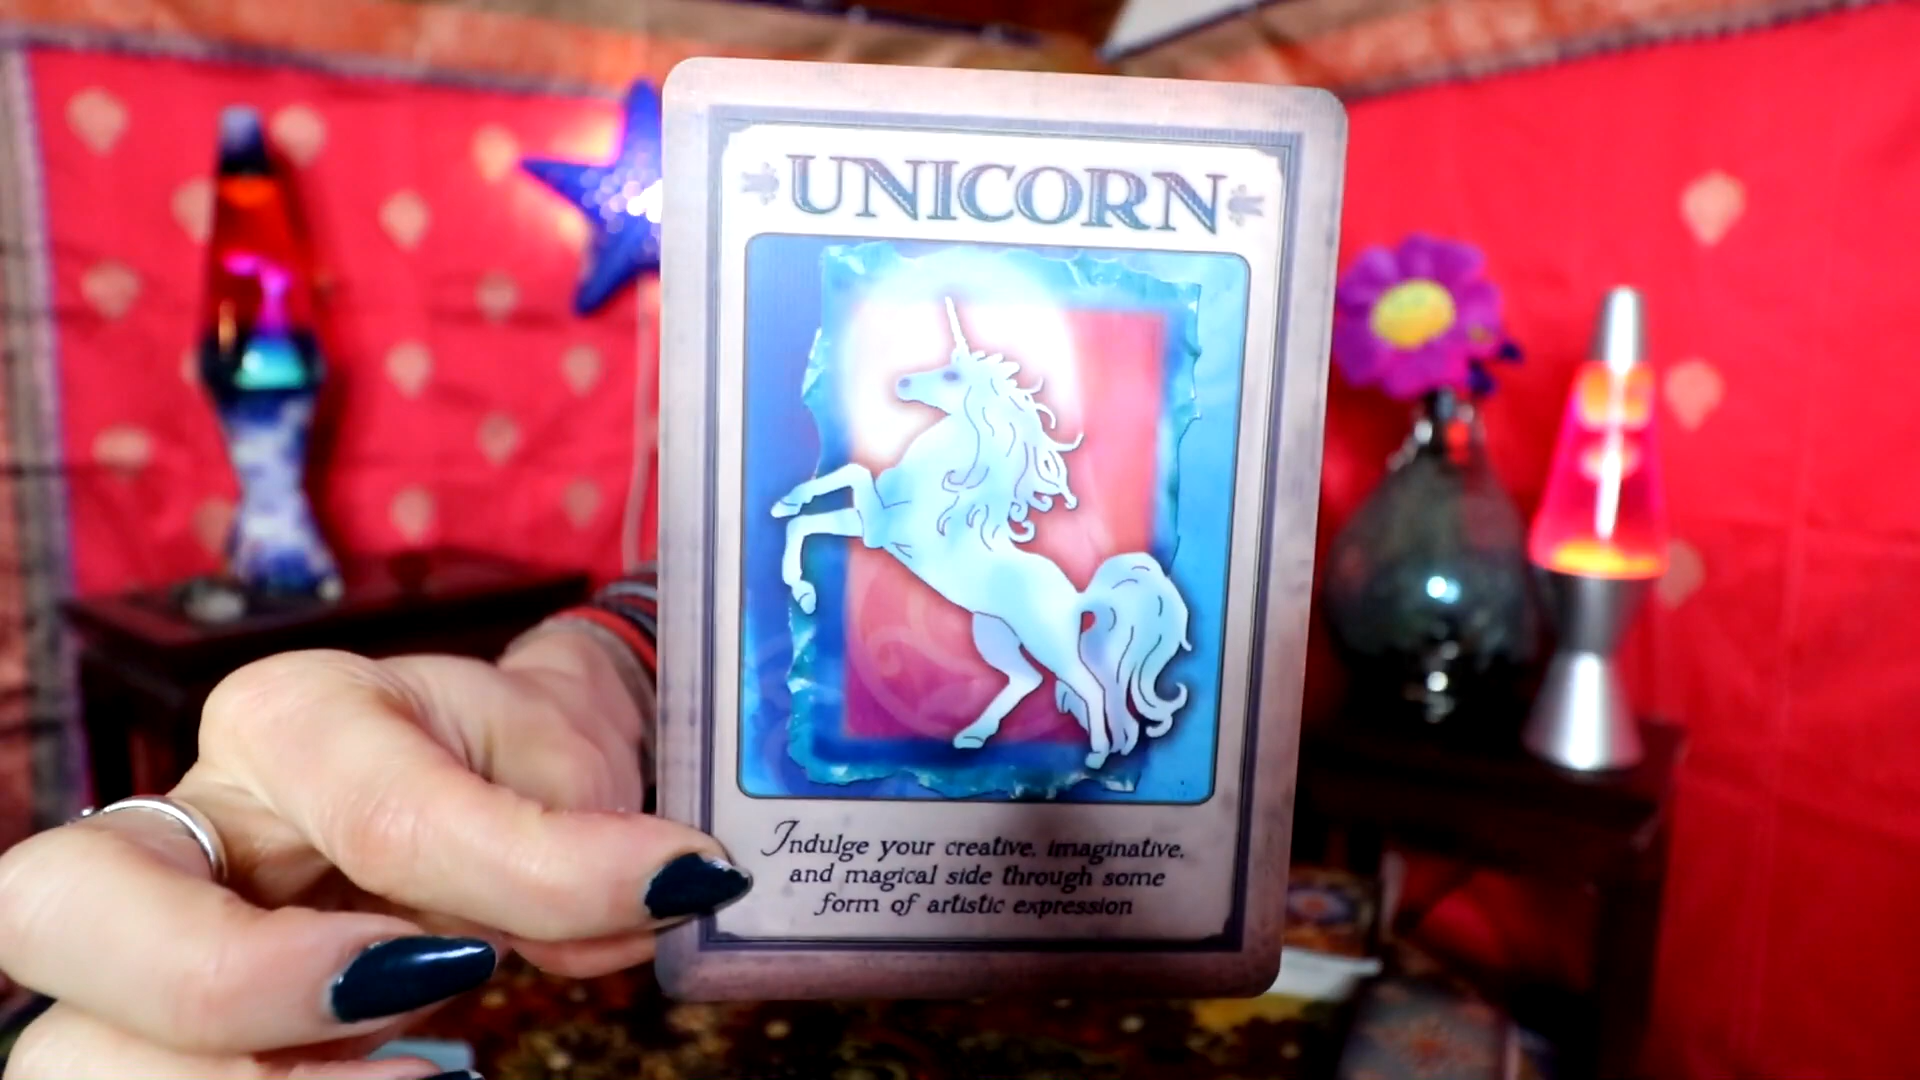 UNICORN
Indulge your creative, imaginative,
and magical side through some
form of artistic expression